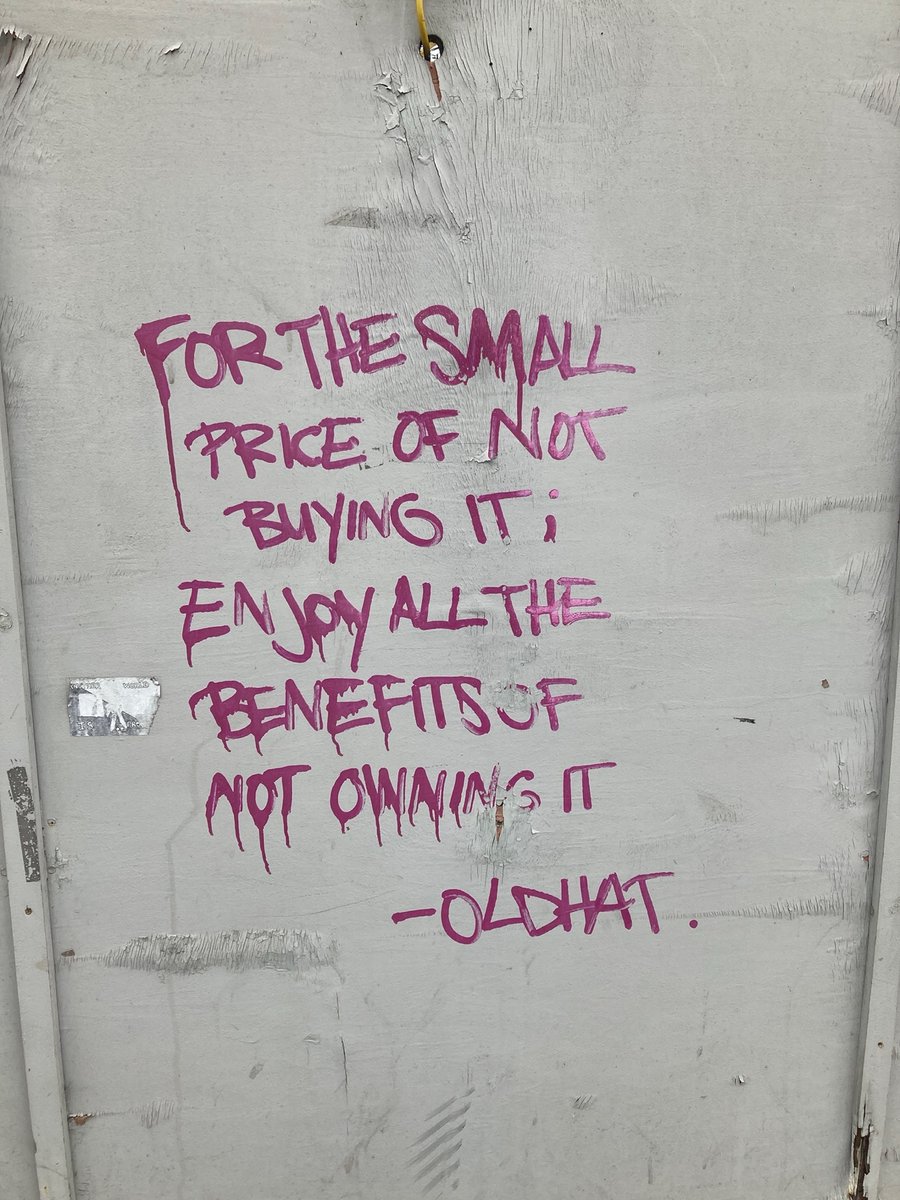 FOR THE SMALL
PRICE OF NOT
BUYING IT;
ENJOY ALL THE
BENEFITS OF
NOT OWNING IT
-OLDHAT.